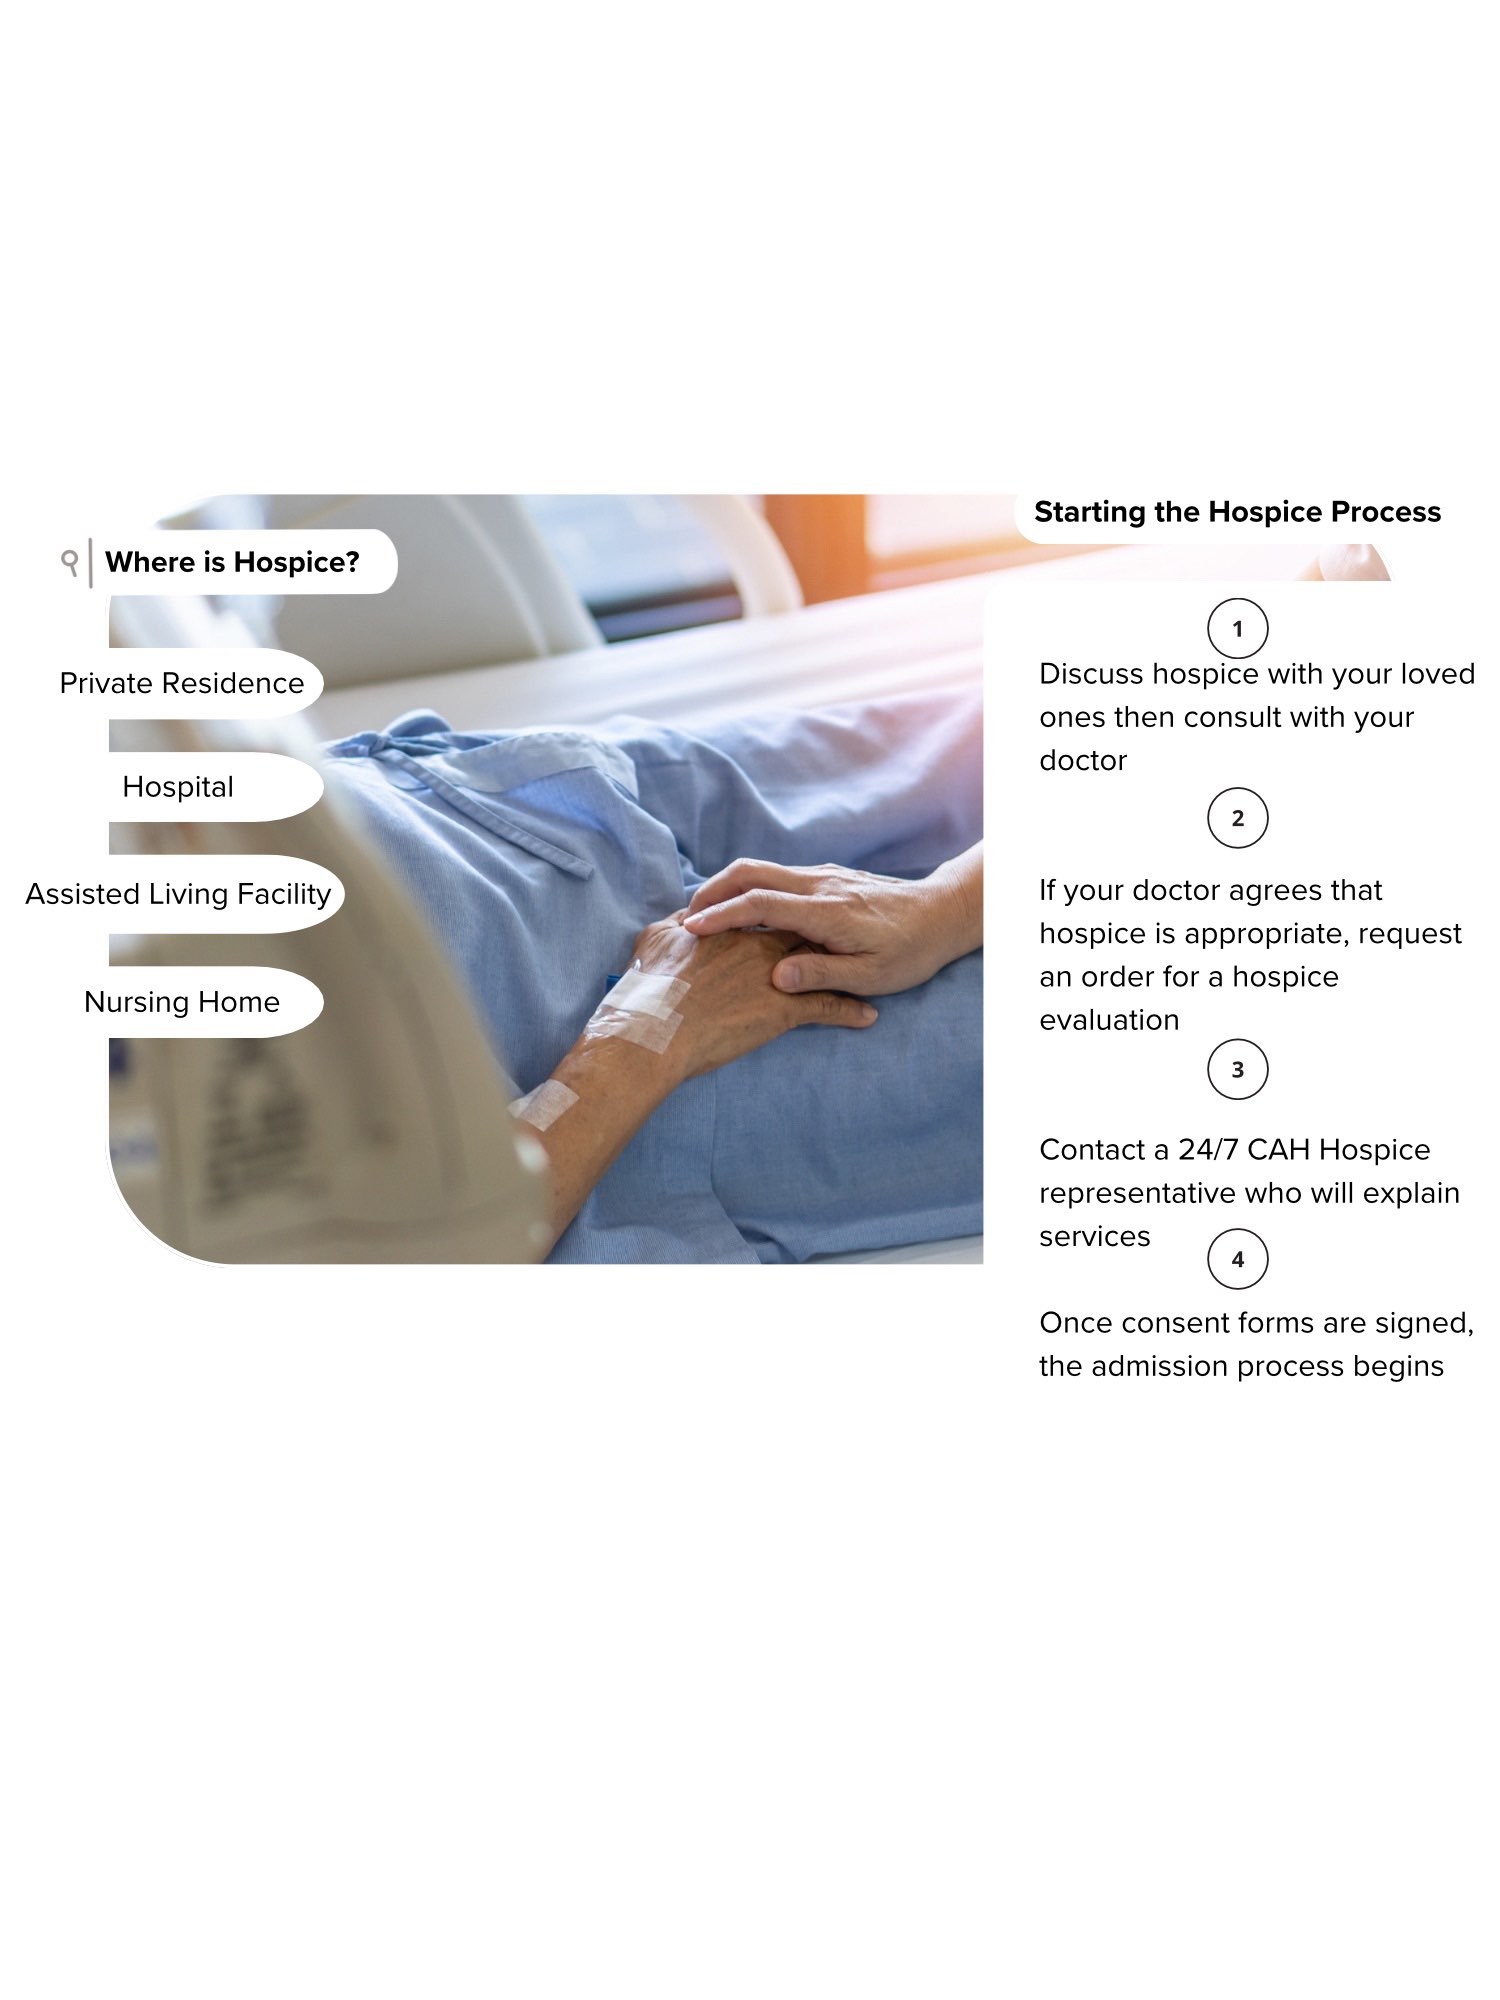 Where is Hospice?
Private Residence
Hospital
Assisted Living Facility
Nursing Home
Starting the Hospice Process
1
Discuss hospice with your loved
ones then consult with your
doctor
2
If your doctor agrees that
hospice is appropriate, request
an order for a hospice
evaluation
3
Contact a 24/7 CAH Hospice
representative who will explain
services
4
Once consent forms are signed,
the admission process begins